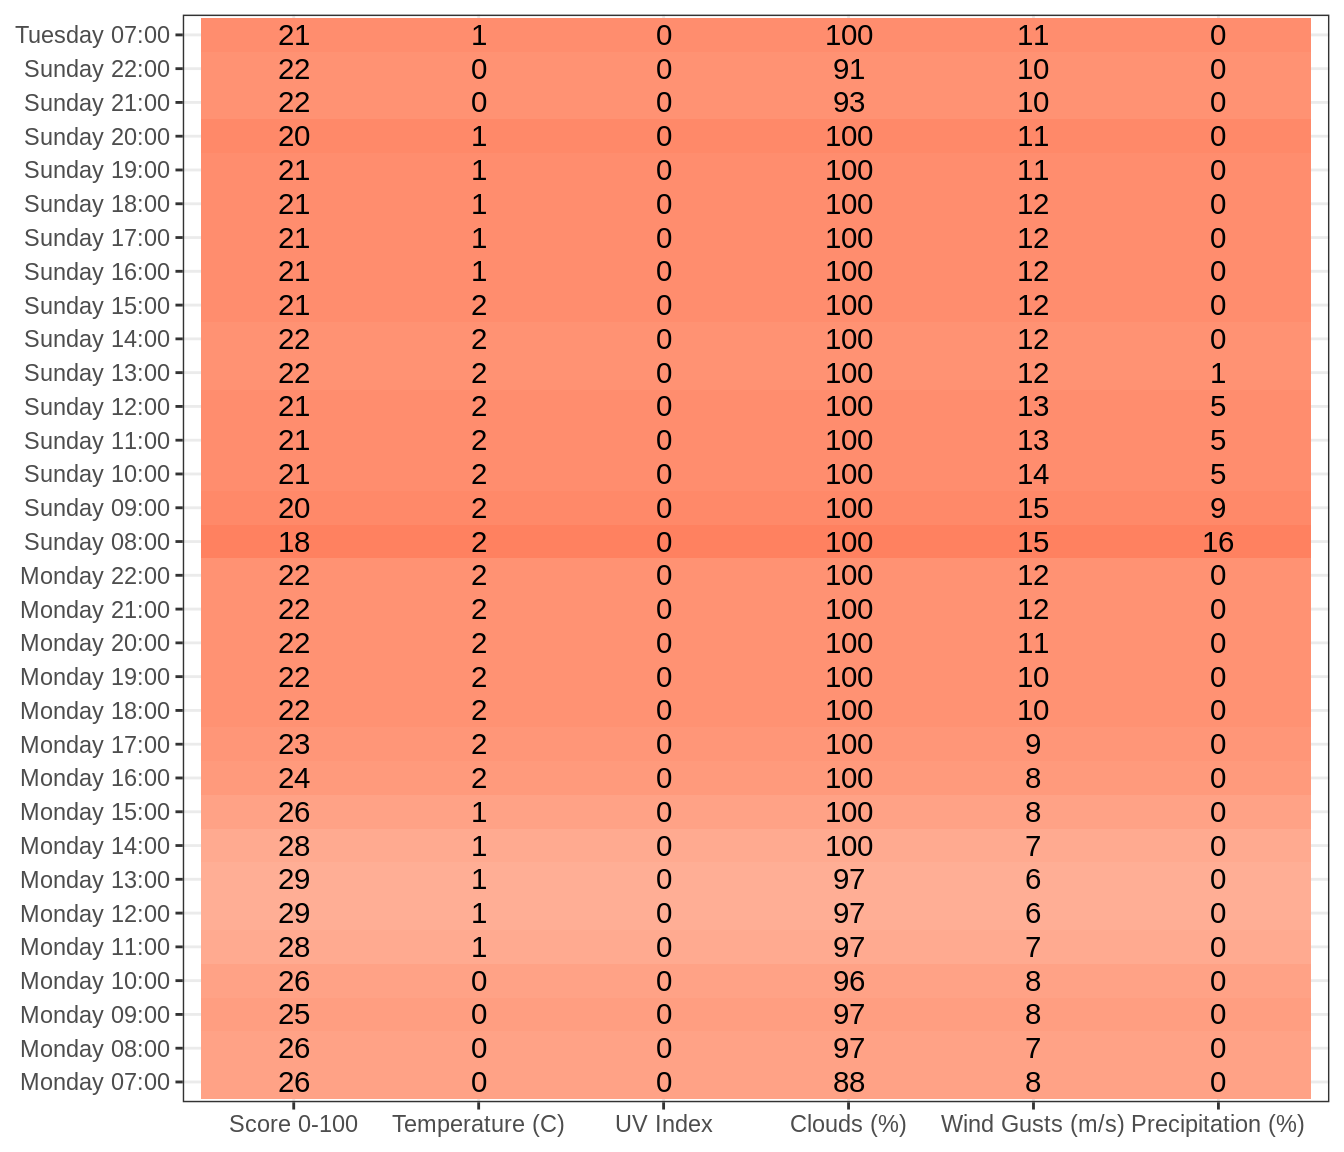 Tuesday 07:00 21 1 0 100 11 0
Sunday 22:00 22 0 0 91 10 0
Sunday 21:00 22 0 0 93 10 0
Sunday 20:00 20 1 0 100 11 0
Sunday 19:00 21 1 0 100 11 0
Sunday 18:00 21 1 0 100 12 0
Sunday 17:00 21 1 0 100 12 0
Sunday 16:00 21 1 0 100 12 0
Sunday 15:00 21 2 0 100 12 0
Sunday 14:00 22 2 0 100 12 0
Sunday 13:00 22 2 0 100 12 1
Sunday 12:00 21 2 0 100 13 5
Sunday 11:00 21 2 0 100 13 5
Sunday 10:00 21 2 0 100 14 5
Sunday 09:00 20 2 0 100 15 9
Sunday 08:00 18 2 0 100 15 16
Monday 22:00 22 2 0 100 12 0
Monday 21:00 22 2 0 100 12 0
Monday 20:00 22 2 0 100 11 0
Monday 19:00 22 2 0 100 10 0
Monday 18:00 22 2 0 100 10 0
Monday 17:00 23 2 0 100 9 0
Monday 16:00 24 2 0 100 8 0
Monday 15:00 26 1 0 100 8 0
Monday 14:00 28 1 0 100 7 0
Monday 13:00 29 1 0 97 6 0
Monday 12:00 29 1 0 97 6 0
Monday 11:00 28 1 0 97 7 0
Monday 10:00 26 0 0 96 8 0
Monday 09:00 25 0 0 97 8 0
Monday 08:00 26 0 0 97 7 0
Monday 07:00 26 0 0 88 8 0
Score 0-100 Temperature (C) UV Index Clouds (%) Wind Gusts (m/s) Precipitation (%)